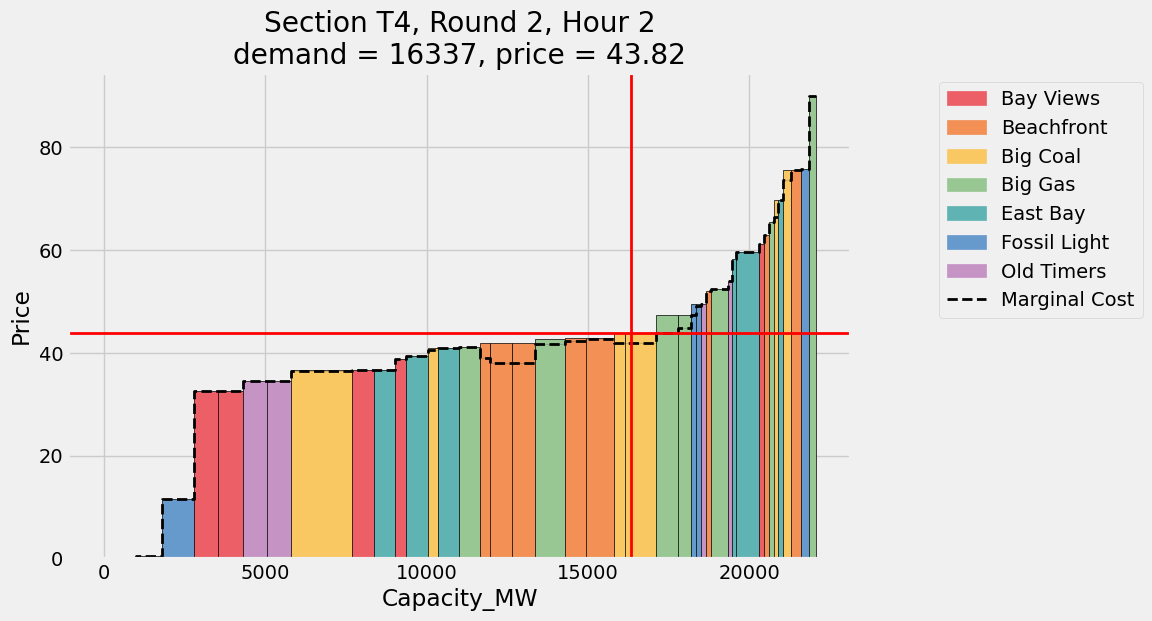 Section T4, Round 2, Hour 2
demand = 16337, price = 43.82
Price
80
60
40
20
0
0 5000 10000 15000 20000
Capacity_MW
Bay Views
Beachfront
Big Coal
Big Gas
East Bay
Fossil Light
Old Timers
Marginal Cost